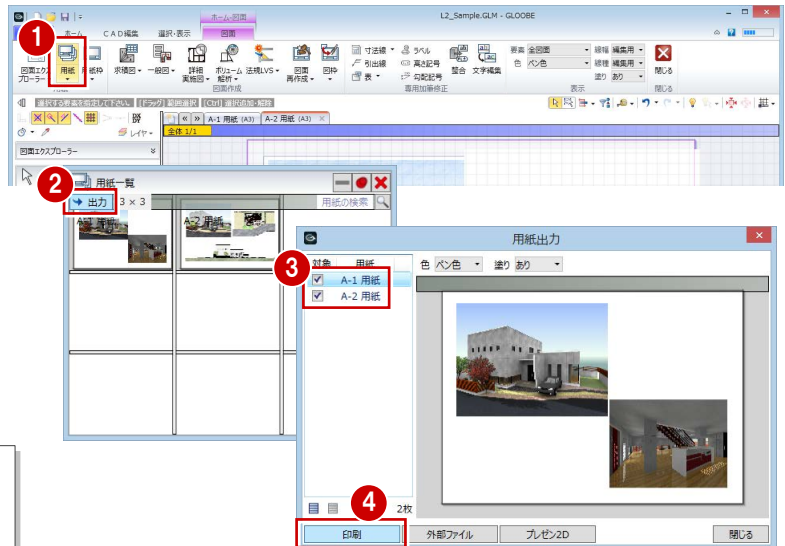 L2_Sample.GLM - GLOOBE
ホーム-図面
ホーム CAD編集 選択・表示 図面
1
図面エクスプローラー 用紙 用紙枠 求積図 一般図 詳細実施図 ボリューム解析 法規LVS 図面再作成 図枠
寸法線 ラベル
引出線 高さ記号
表 勾配記号
整合 文字編集
要素 全図面 線幅 編集用
色 ペン色 線種 編集用
塗り あり
閉じる
図面作成 専用加筆修正 表示 閉じる
選択する要素を指定して下さい。 [ドラッグ] 範囲選択 [Ctrl] 選択追加・解除
レイヤー
A-1 用紙 (A3) A-2 用紙 (A3)
全体 1/1
図面エクスプローラー
2
用紙一覧
出力 3 × 3 用紙の検索
A-1 用紙 A-2 用紙
用紙出力
3
対象 用紙
A-1 用紙
A-2 用紙
色 ペン色 塗り あり
4
2枚
印刷 外部ファイル プレゼン2D 閉じる